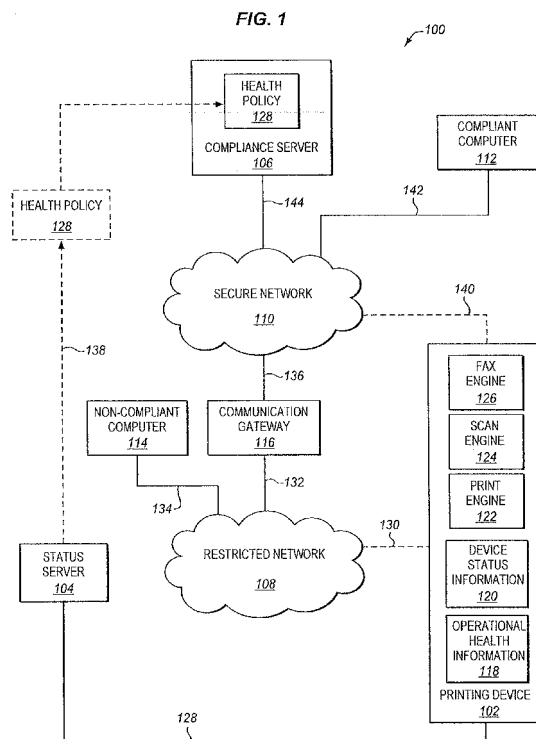 FIG. 1
100
HEALTH
POLICY
128
COMPLIANCE SERVER
106
COMPLIANT
COMPUTER
112
142
144
HEALTH POLICY
128
SECURE NETWORK
110
140
138
136
FAX
ENGINE
126
NON-COMPLIANT
COMPUTER
114
COMMUNICATION
GATEWAY
116
SCAN
ENGINE
124
PRINT
ENGINE
122
134
132
130
STATUS
SERVER
104
RESTRICTED NETWORK
108
DEVICE
STATUS
INFORMATION
120
OPERATIONAL
HEALTH
INFORMATION
118
PRINTING DEVICE
102
128